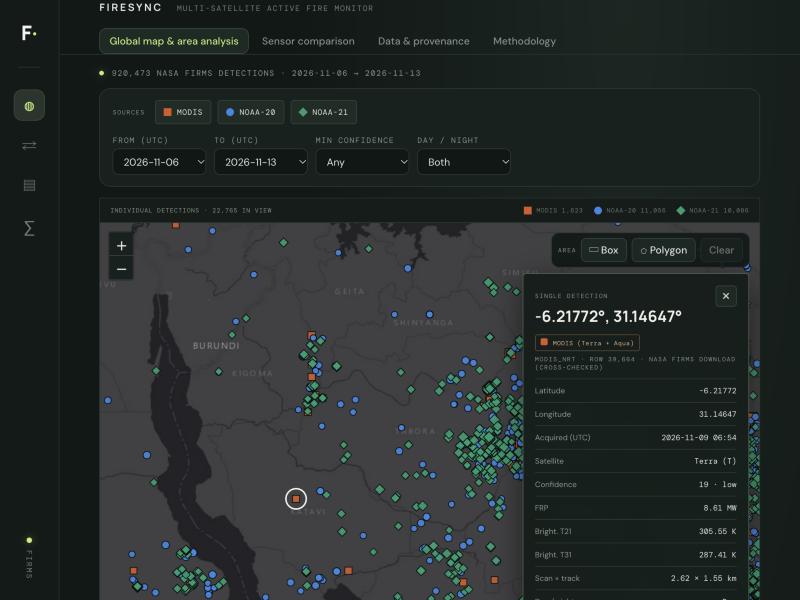 FIRESYNC MULTI-SATELLITE ACTIVE FIRE MONITOR
F·
Global map & area analysis Sensor comparison Data & provenance Methodology
920,473 NASA FIRMS DETECTIONS · 2026-11-06 → 2026-11-13
SOURCES MODIS NOAA-20 NOAA-21
FROM (UTC) TO (UTC) MIN CONFIDENCE DAY / NIGHT
2026-11-06 2026-11-13 Any Both
INDIVIDUAL DETECTIONS · 22,765 IN VIEW
MODIS 1,623 NOAA-20 11,056 NOAA-21 10,086
+
−
AREA Box Polygon Clear
GEITA
SHINYANGA
BURUNDI
KIGOMA
TABORA
KATAVI
SINGLE DETECTION ×
-6.21772°, 31.14647°
MODIS (Terra + Aqua)
MODIS_NRT · ROW 39,664 · NASA FIRMS DOWNLOAD
(CROSS-CHECKED)
Latitude -6.21772
Longitude 31.14647
Acquired (UTC) 2026-11-09 06:54
Satellite Terra (T)
Confidence 19 · low
FRP 8.61 MW
Bright. T21 305.55 K
Bright. T31 287.41 K
Scan × track 2.62 × 1.55 km
FIRMS